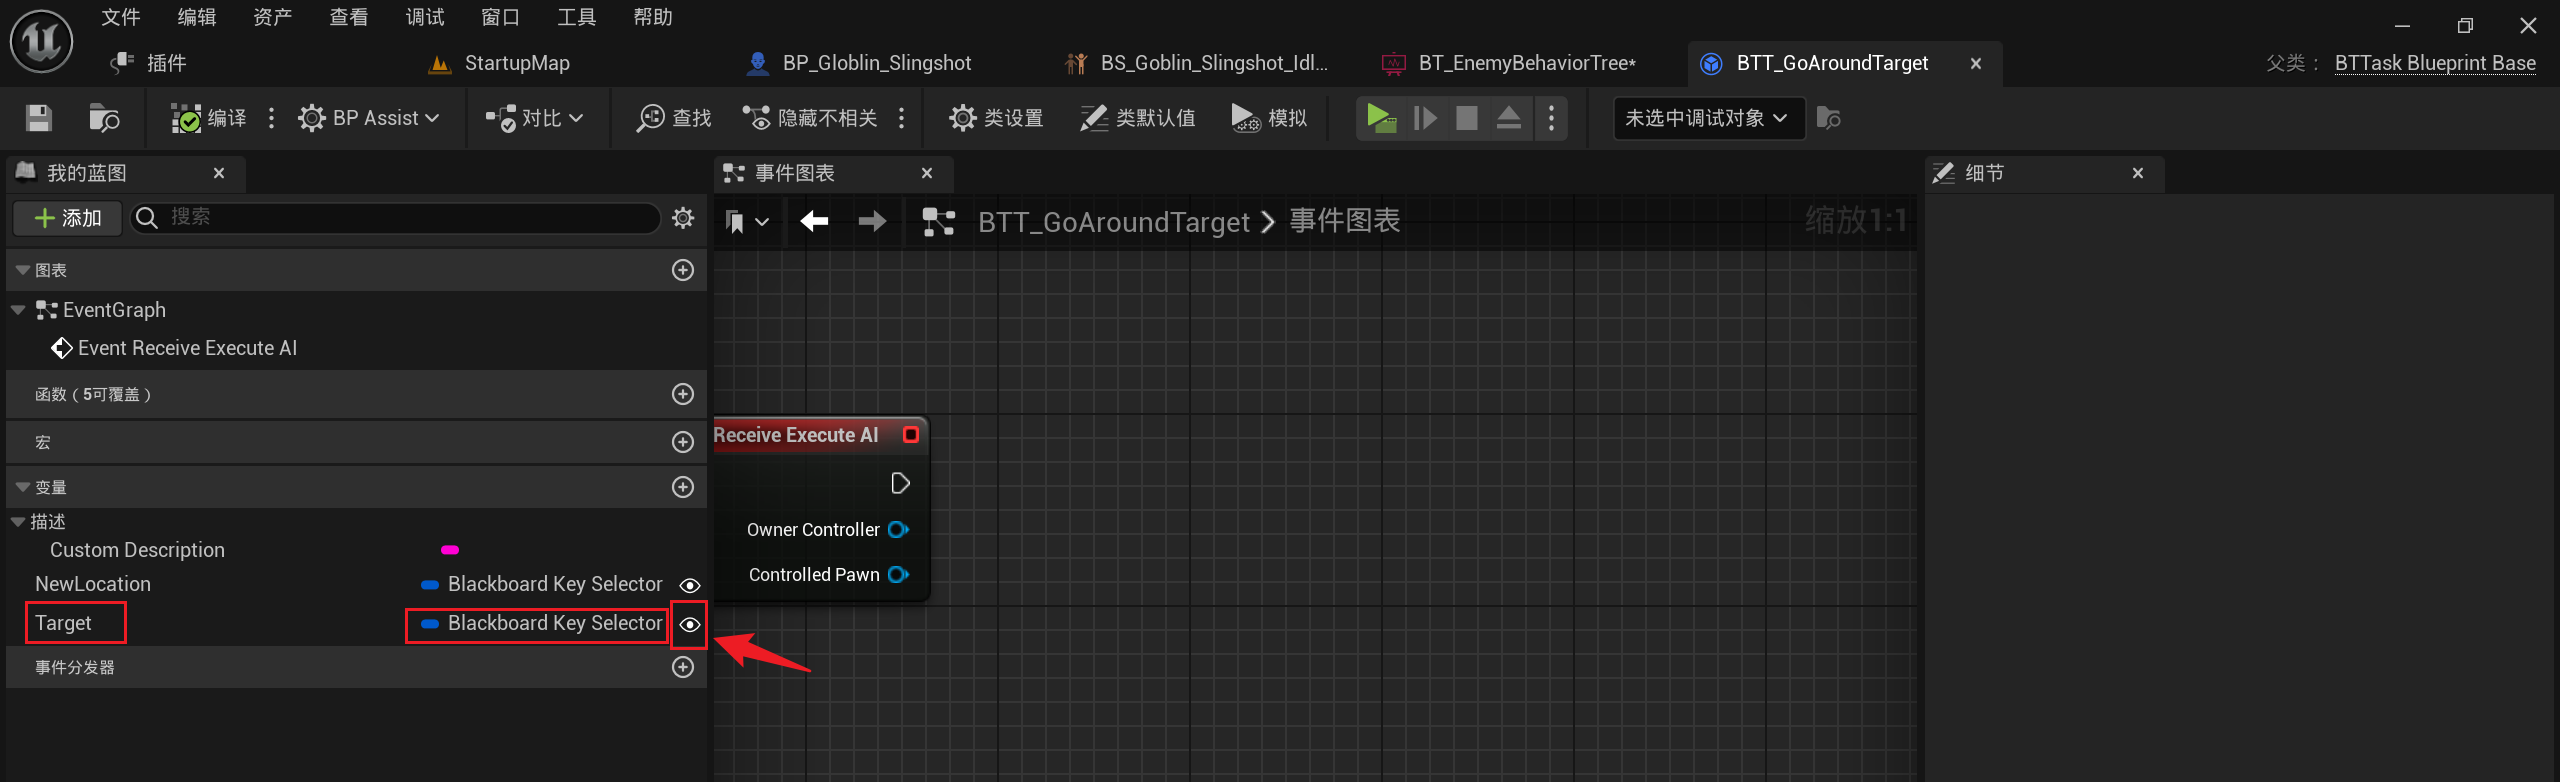 文件 编辑 资产 查看 调试 窗口 工具 帮助
插件 StartupMap BP_Globlin_Slingshot BS_Goblin_Slingshot_Idl... BT_EnemyBehaviorTree* BTT_GoAroundTarget 父类： BTTask Blueprint Base
编译 BP Assist 对比 查找 隐藏不相关 类设置 类默认值 模拟 未选中调试对象
我的蓝图 事件图表 细节
添加 搜索 BTT_GoAroundTarget 事件图表 缩放1:1
图表
EventGraph
Event Receive Execute AI
函数（5可覆盖）
宏
变量
描述
Custom Description
NewLocation Blackboard Key Selector
Target Blackboard Key Selector
事件分发器
Receive Execute AI
Owner Controller
Controlled Pawn